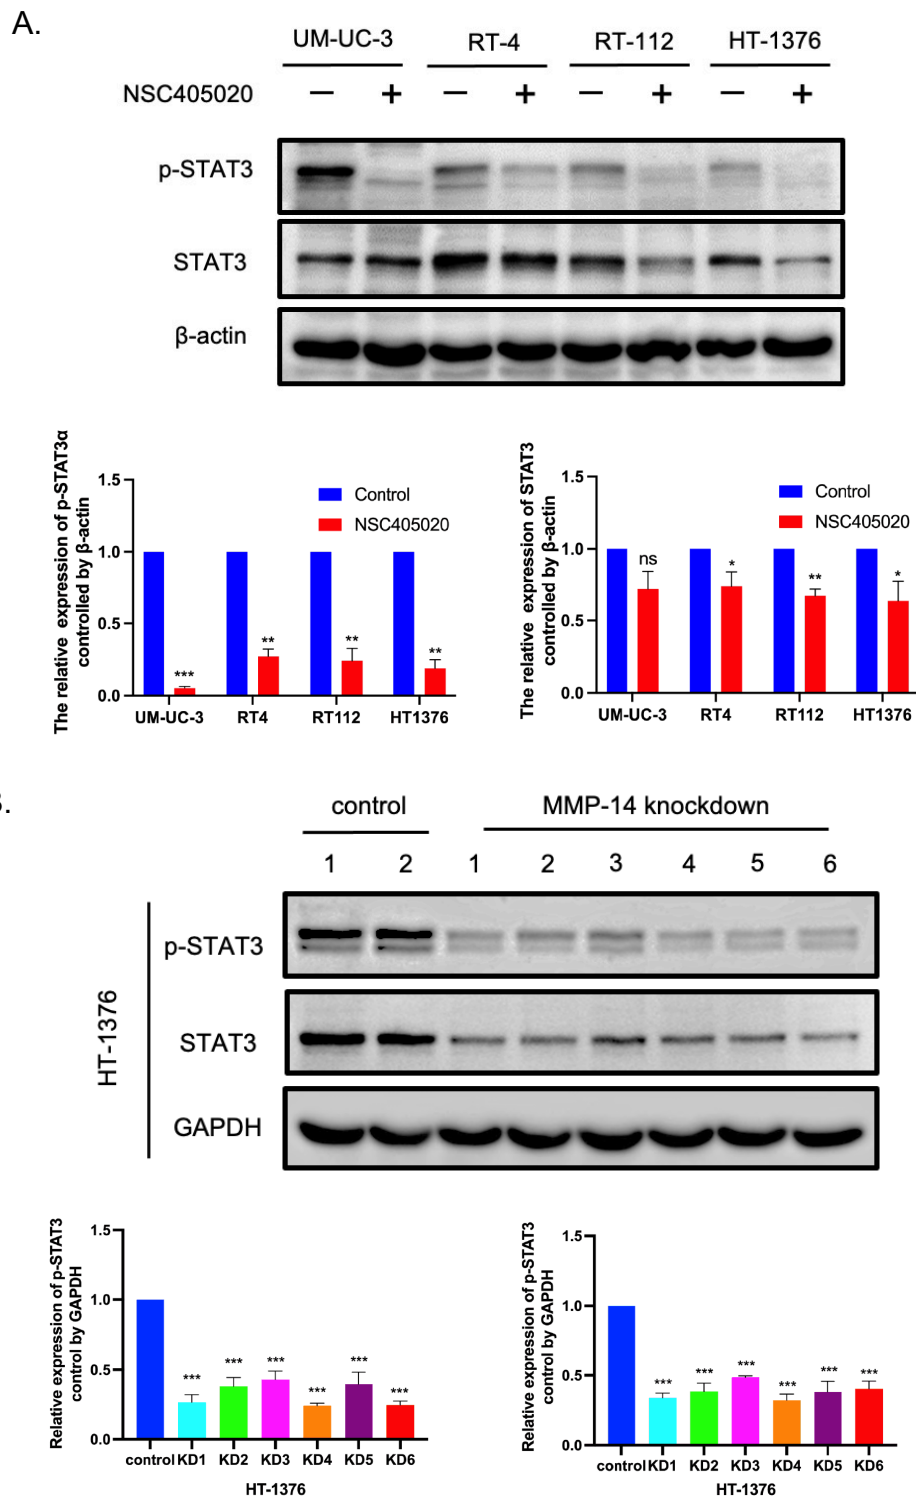 A.
UM-UC-3 RT-4 RT-112 HT-1376
NSC405020 — + — + — + — +
p-STAT3
STAT3
β-actin
The relative expression of p-STAT3α
controlled by β-actin
1.5
1.0
0.5
0.0
Control
NSC405020
*** ** ** **
UM-UC-3 RT4 RT112 HT1376
The relative expression of STAT3
controlled by β-actin
1.5
1.0
0.5
0.0
Control
NSC405020
ns * ** *
UM-UC-3 RT4 RT112 HT1376
B.
control MMP-14 knockdown
1 2 1 2 3 4 5 6
HT-1376
p-STAT3
STAT3
GAPDH
Relative expression of p-STAT3
control by GAPDH
1.5
1.0
0.5
0.0
*** *** *** *** *** ***
control KD1 KD2 KD3 KD4 KD5 KD6
HT-1376
Relative expression of p-STAT3
control by GAPDH
1.5
1.0
0.5
0.0
*** *** *** *** *** ***
control KD1 KD2 KD3 KD4 KD5 KD6
HT-1376